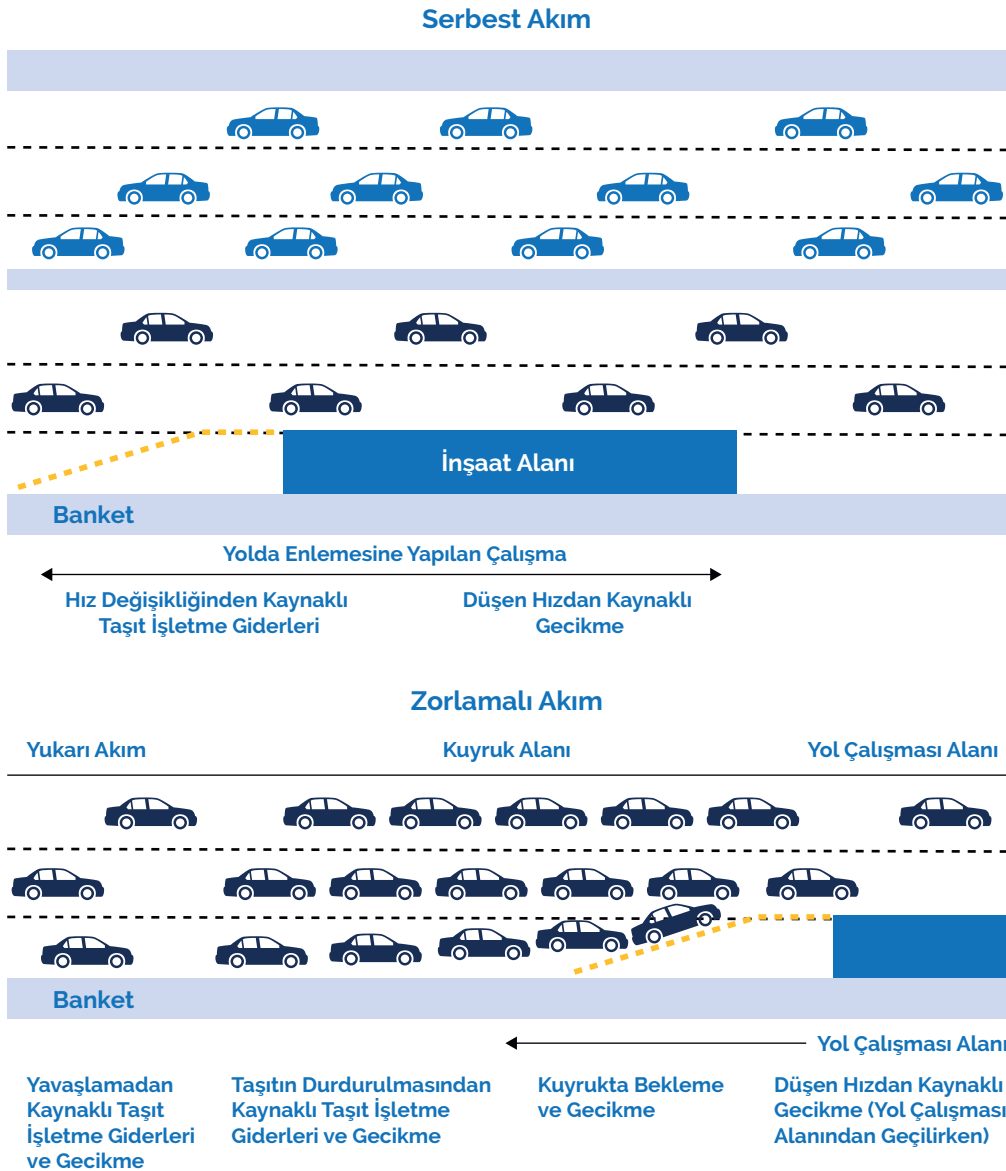 Serbest Akım
İnşaat Alanı
Banket
Yolda Enlemesine Yapılan Çalışma
Hız Değişikliğinden Kaynaklı
Taşıt İşletme Giderleri
Düşen Hızdan Kaynaklı
Gecikme
Zorlamalı Akım
Yukarı Akım
Kuyruk Alanı
Yol Çalışması Alanı
Banket
Yol Çalışması Alanı
Yavaşlamadan
Kaynaklı Taşıt
İşletme Giderleri
ve Gecikme
Taşıtın Durdurulmasından
Kaynaklı Taşıt İşletme
Giderleri ve Gecikme
Kuyrukta Bekleme
ve Gecikme
Düşen Hızdan Kaynaklı
Gecikme (Yol Çalışması
Alanından Geçilirken)